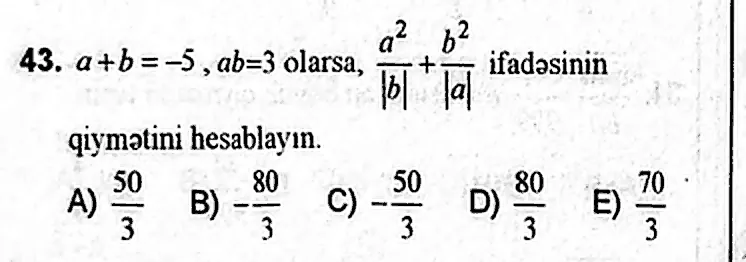 43. a+b=–5, ab=3 olarsa, a²/|b| + b²/|a| ifadəsinin
qiymətini hesablayın.
A) 50/3 B) –80/3 C) –50/3 D) 80/3 E) 70/3